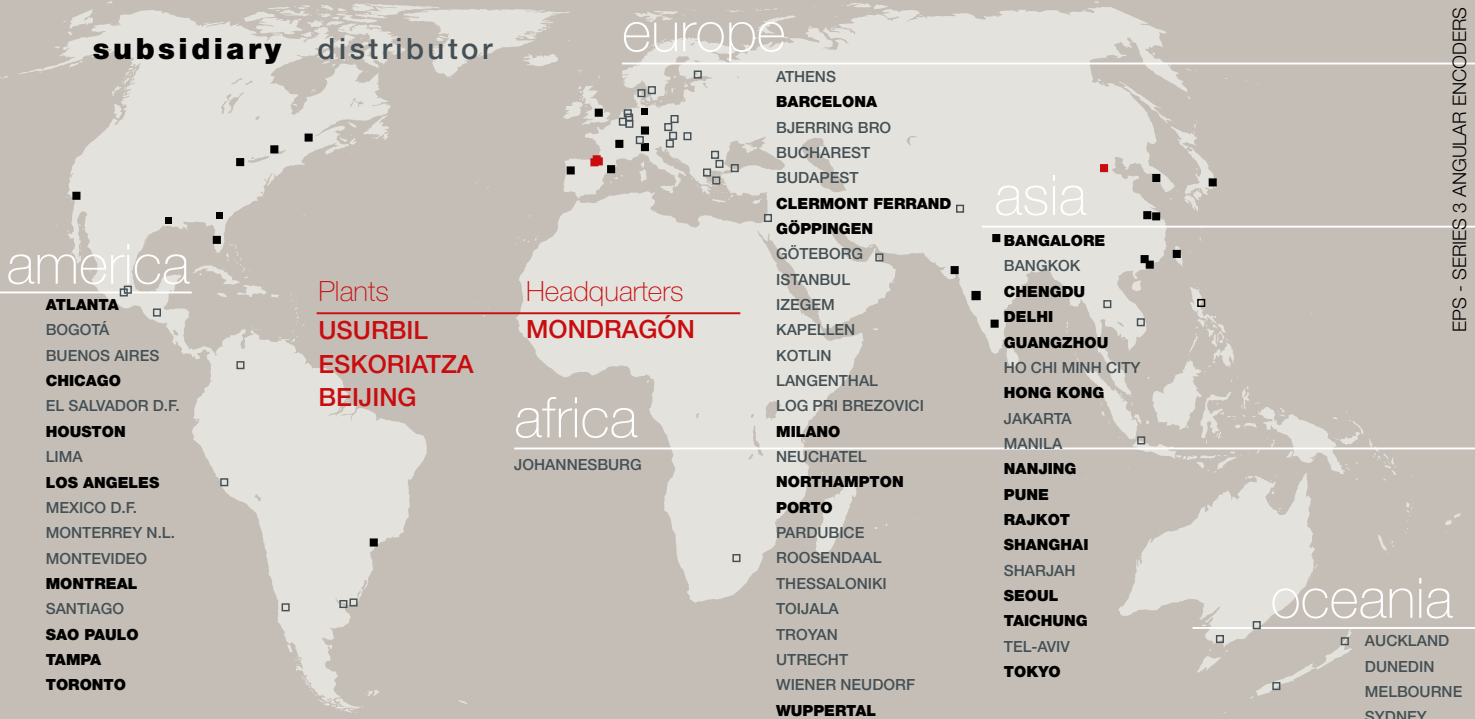 subsidiary distributor
europe
ATHENS
BARCELONA
BJERRING BRO
BUCHAREST
BUDAPEST
CLERMONT FERRAND
GÖPPINGEN
GÖTEBORG
ISTANBUL
IZEGEM
KAPELLEN
KOTLIN
LANGENTHAL
LOG PRI BREZOVICI
MILANO
NEUCHATEL
NORTHAMPTON
PORTO
PARDUBICE
ROOSENDAAL
THESSALONIKI
TOIJALA
TROYAN
UTRECHT
WIENER NEUDORF
WUPPERTAL
america
ATLANTA
BOGOTÁ
BUENOS AIRES
CHICAGO
EL SALVADOR D.F.
HOUSTON
LIMA
LOS ANGELES
MEXICO D.F.
MONTERREY N.L.
MONTEVIDEO
MONTREAL
SANTIAGO
SAO PAULO
TAMPA
TORONTO
Plants
USURBIL
ESKORIATZA
BEIJING
Headquarters
MONDRAGÓN
africa
JOHANNESBURG
asia
BANGALORE
BANGKOK
CHENGDU
DELHI
GUANGZHOU
HO CHI MINH CITY
HONG KONG
JAKARTA
MANILA
NANJING
PUNE
RAJKOT
SHANGHAI
SHARJAH
SEOUL
TAICHUNG
TEL-AVIV
TOKYO
oceania
AUCKLAND
DUNEDIN
MELBOURNE
SYDNEY
EPS - SERIES 3 ANGULAR ENCODERS